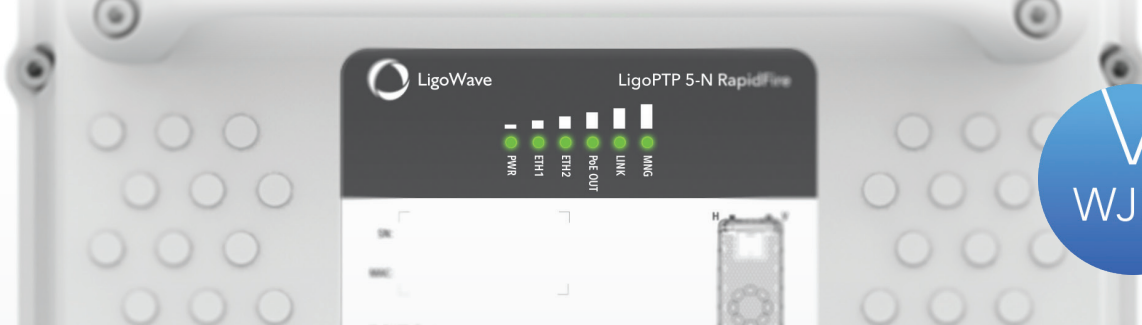 LigoWave
LigoPTP 5-N RapidFire
PWR
ETH1
ETH2
PoE OUT
LINK
MNG
H
V
SN:
MAC:
WJ